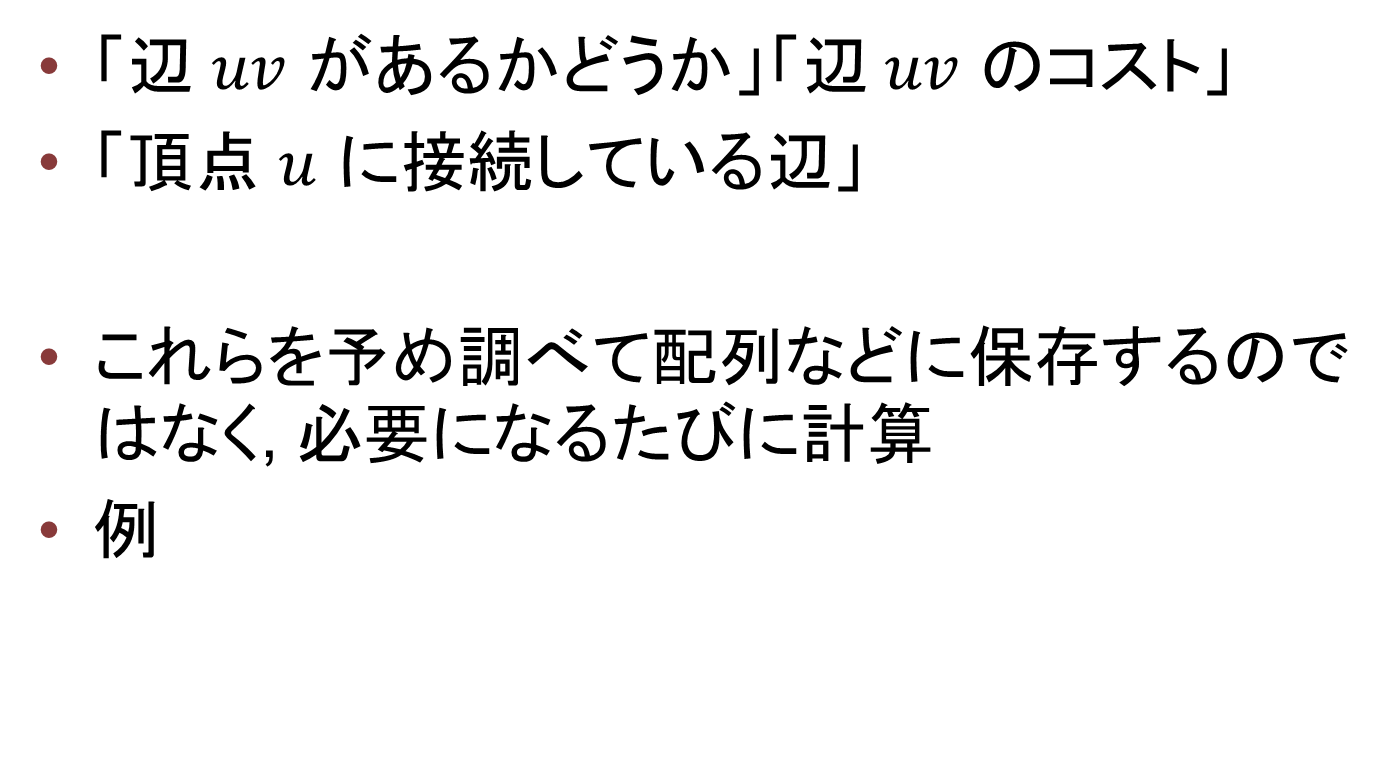 • 「辺 𝑢𝑣 があるかどうか」「辺 𝑢𝑣 のコスト」
• 「頂点 𝑢 に接続している辺」
• これらを予め調べて配列などに保存するので
はなく, 必要になるたびに計算
• 例